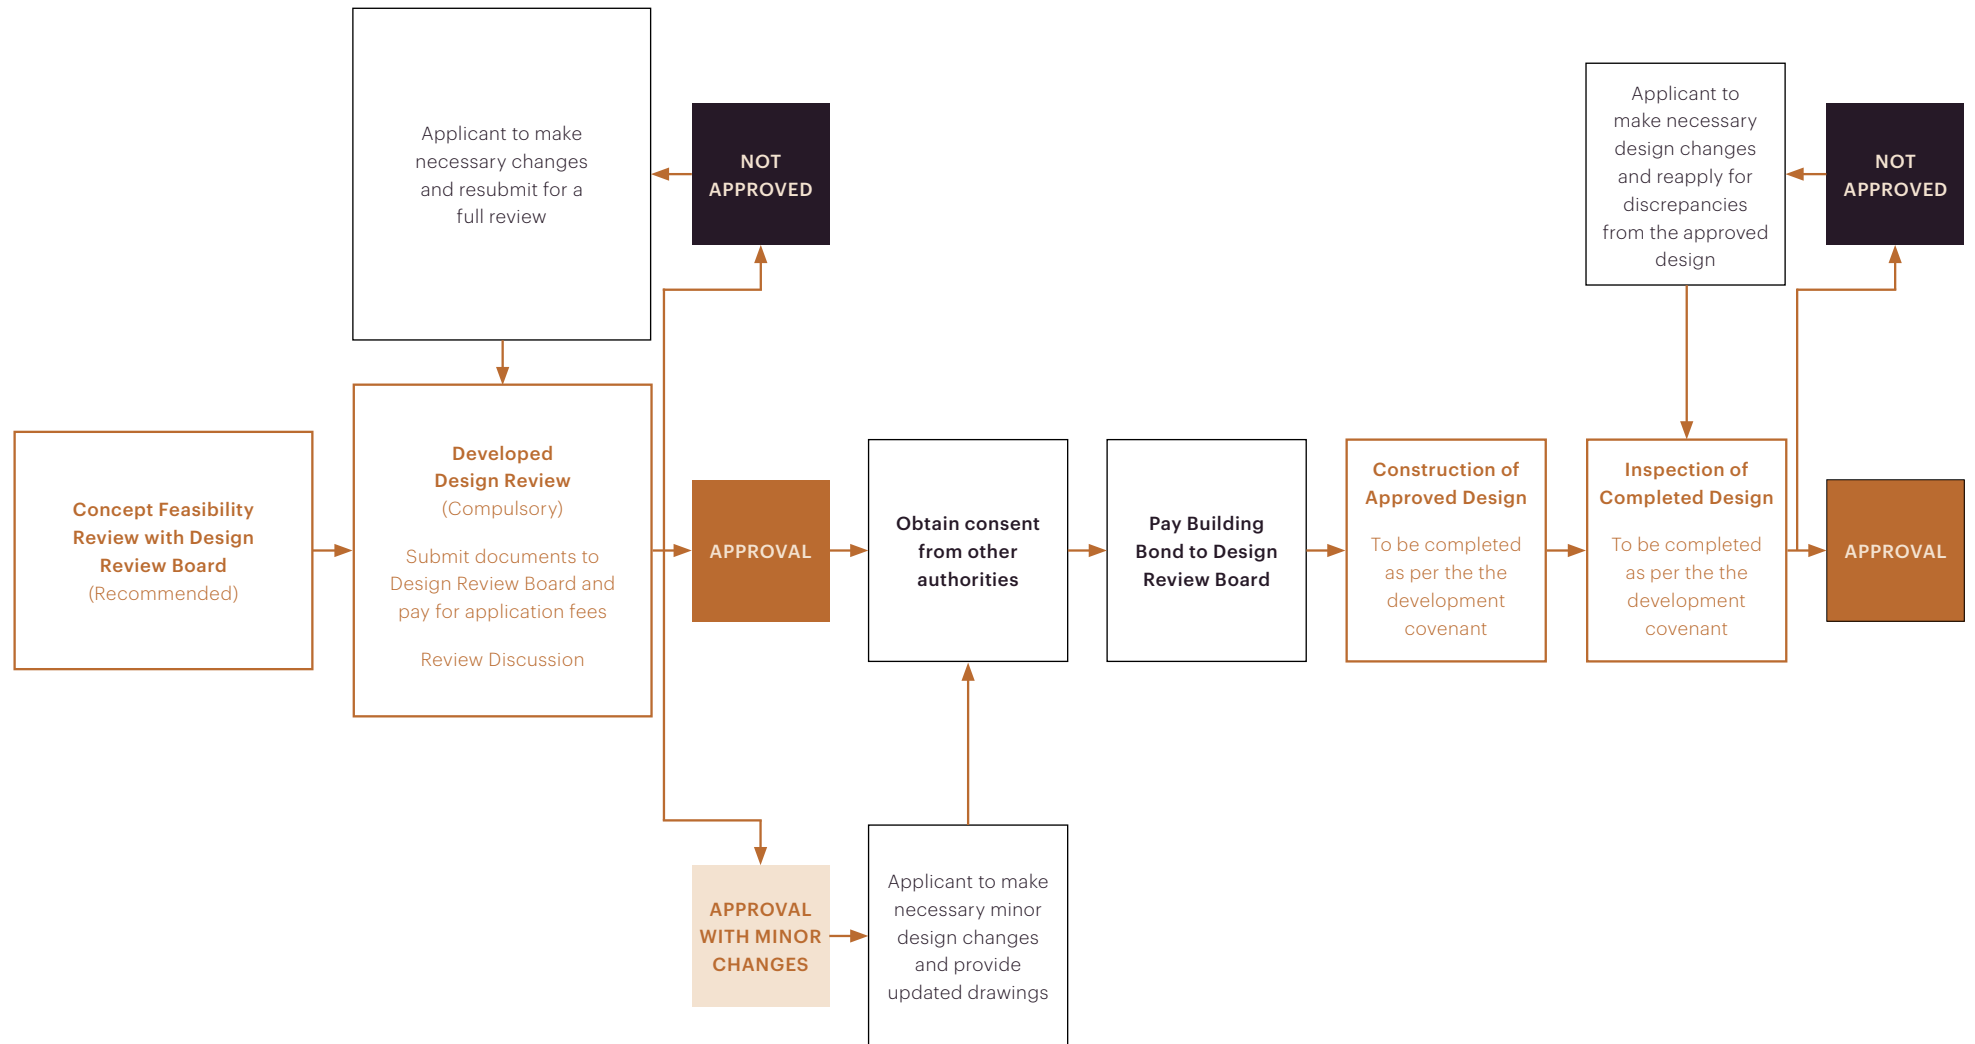 Applicant to make
necessary changes
and resubmit for a
full review
NOT
APPROVED
Applicant to
make necessary
design changes
and reapply for
discrepancies
from the approved
design
NOT
APPROVED
Concept Feasibility
Review with Design
Review Board
(Recommended)
Developed
Design Review
(Compulsory)
Submit documents to
Design Review Board and
pay for application fees
Review Discussion
APPROVAL
Obtain consent
from other
authorities
Pay Building
Bond to Design
Review Board
Construction of
Approved Design
To be completed
as per the the
development
covenant
Inspection of
Completed Design
To be completed
as per the the
development
covenant
APPROVAL
APPROVAL
WITH MINOR
CHANGES
Applicant to make
necessary minor
design changes
and provide
updated drawings